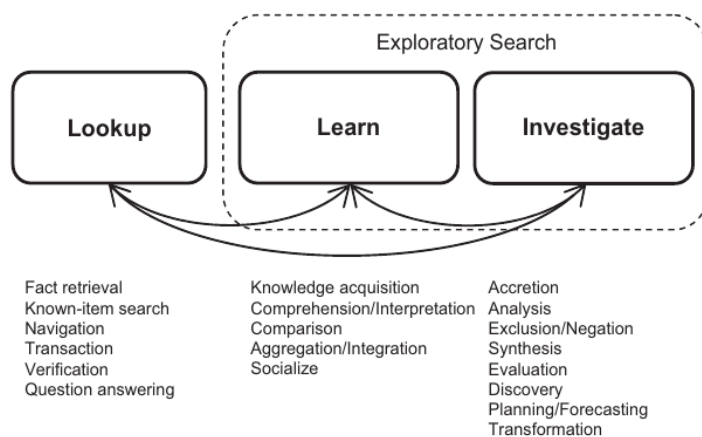 Exploratory Search
Lookup
Learn
Investigate
Fact retrieval
Known-item search
Navigation
Transaction
Verification
Question answering
Knowledge acquisition
Comprehension/Interpretation
Comparison
Aggregation/Integration
Socialize
Accretion
Analysis
Exclusion/Negation
Synthesis
Evaluation
Discovery
Planning/Forecasting
Transformation